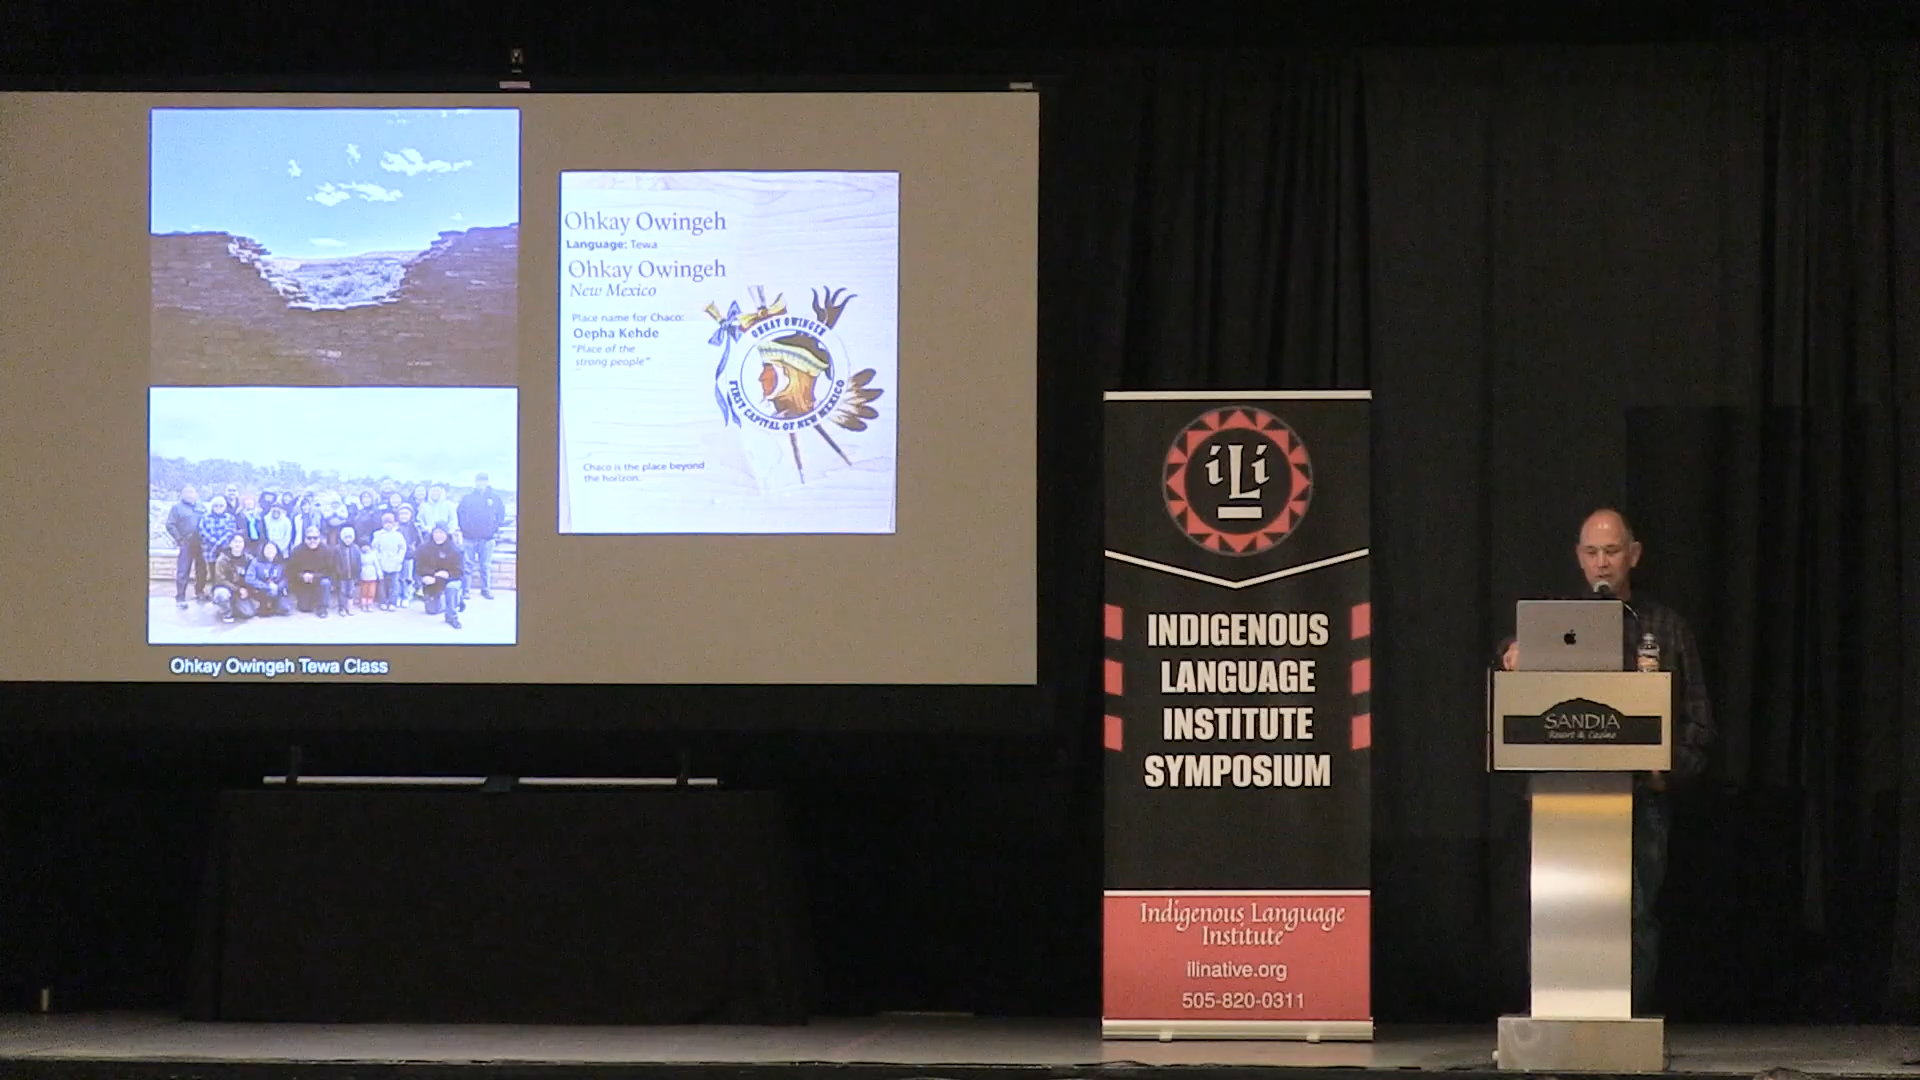 Ohkay Owingeh
Language: Tewa
Ohkay Owingeh
New Mexico
Place name for Chaco:
Oepha Kehde
"Place of the
strong people"
OHKAY OWINGEH
FIRST CAPITAL OF NEW MEXICO
Chaco is the place beyond
the horizon.
Ohkay Owingeh Tewa Class
iLi
INDIGENOUS
LANGUAGE
INSTITUTE
SYMPOSIUM
Indigenous Language
Institute
ilinative.org
505-820-0311
SANDIA
Resort & Casino